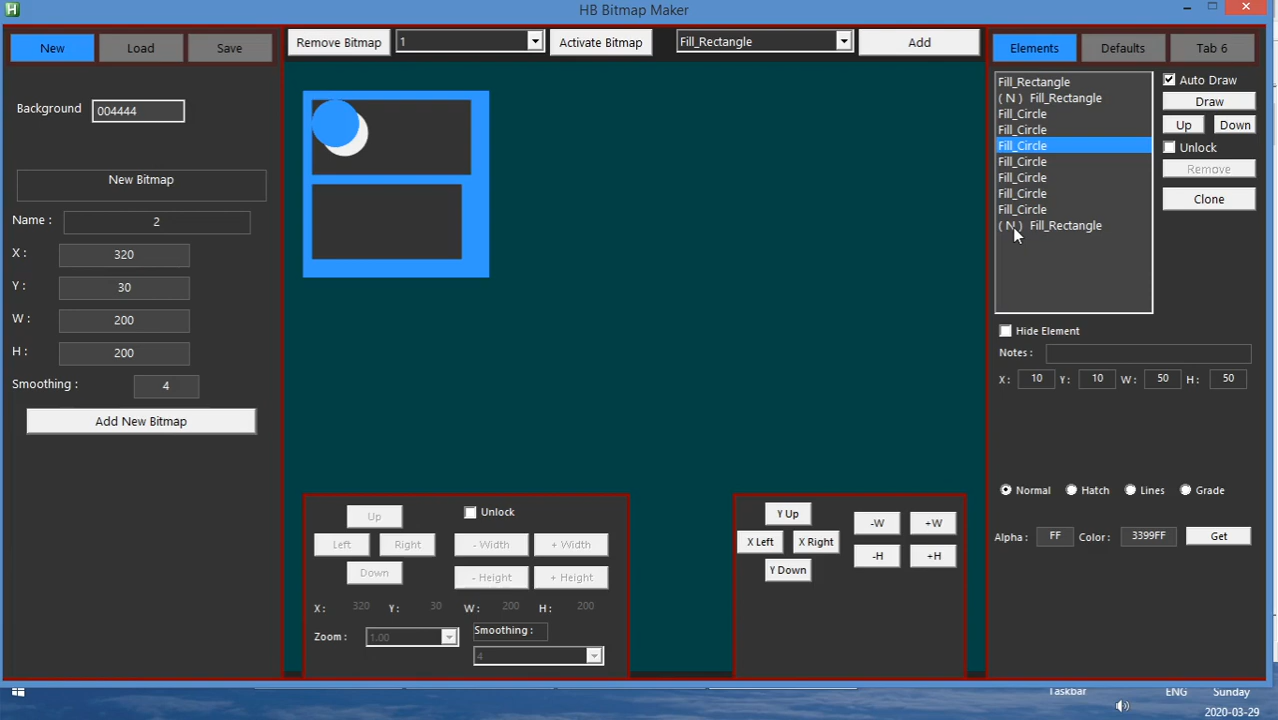 HB Bitmap Maker
New Load Save
Remove Bitmap 1 Activate Bitmap Fill_Rectangle Add
Elements Defaults Tab 6
Background 004444
New Bitmap
Name : 2
X : 320
Y : 30
W : 200
H : 200
Smoothing : 4
Add New Bitmap
Up
Unlock
Left Right
- Width + Width
Down
- Height + Height
X : 320 Y : 30 W : 200 H : 200
Zoom : 1.00
Smoothing :
4
Y Up
X Left X Right
Y Down
-W +W
-H +H
Fill_Rectangle
( N ) Fill_Rectangle
Fill_Circle
Fill_Circle
Fill_Circle
Fill_Circle
Fill_Circle
Fill_Circle
Fill_Circle
( N ) Fill_Rectangle
Auto Draw
Draw
Up Down
Unlock
Remove
Clone
Hide Element
Notes :
X : 10 Y : 10 W : 50 H : 50
Normal Hatch Lines Grade
Alpha : FF Color : 3399FF Get
Taskbar
ENG
Sunday
2020-03-29